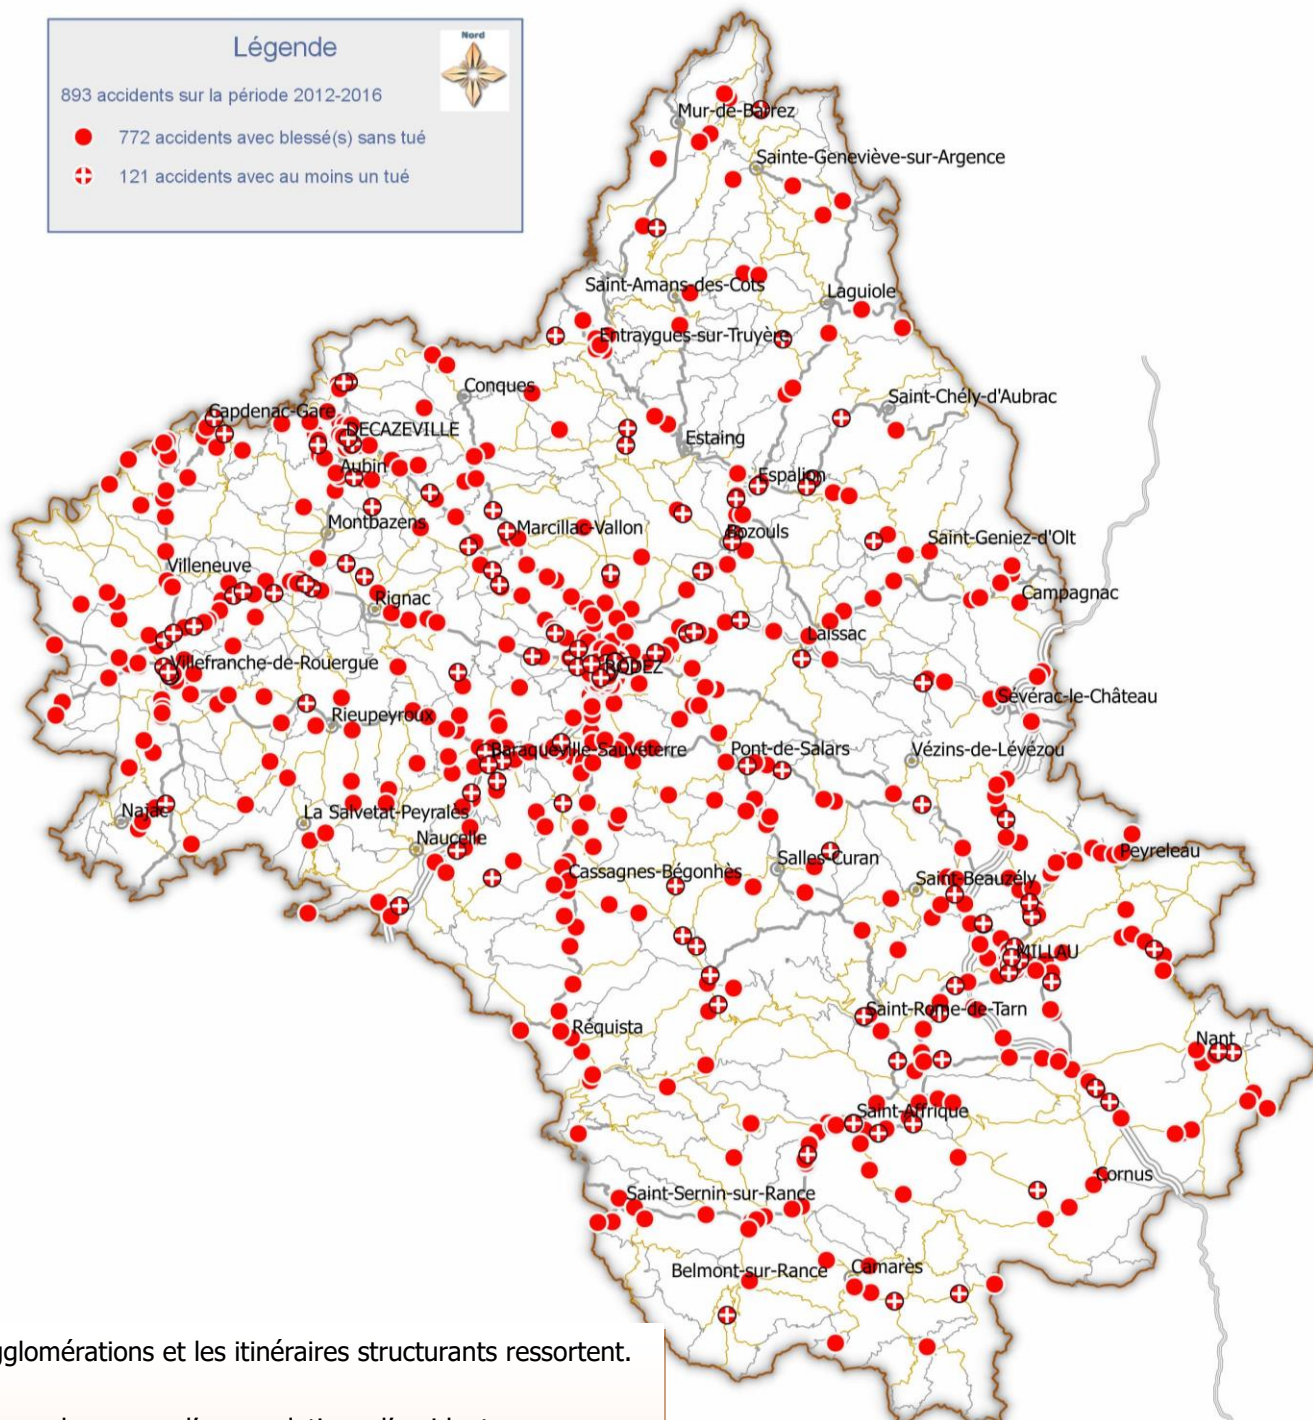 Légende
Nord
893 accidents sur la période 2012-2016
772 accidents avec blessé(s) sans tué
121 accidents avec au moins un tué
Mur-de-Barrez
Sainte-Geneviève-sur-Argence
Saint-Amans-des-Cots
Laguiole
Entraygues-sur-Truyère
Conques
Saint-Chély-d'Aubrac
Capdenac-Gare
DECAZEVILLE
Estaing
Aubin
Espalion
Montbazens
Marcillac-Vallon
Bozouls
Saint-Geniez-d'Olt
Villeneuve
Campagnac
Rignac
Laissac
Villefranche-de-Rouergue
RODEZ
Sévérac-le-Château
Rieupeyroux
Baraqueville-Sauveterre
Pont-de-Salars
Vézins-de-Lévézou
Najac
La Salvetat-Peyralès
Naucelle
Salles-Curan
Peyreleau
Cassagnes-Bégonhès
Saint-Beauzély
MILLAU
Saint-Rome-de-Tarn
Réquista
Nant
Saint-Affrique
Cornus
Saint-Sernin-sur-Rance
Belmont-sur-Rance
Camarès
gglomérations et les itinéraires structurants ressortent.